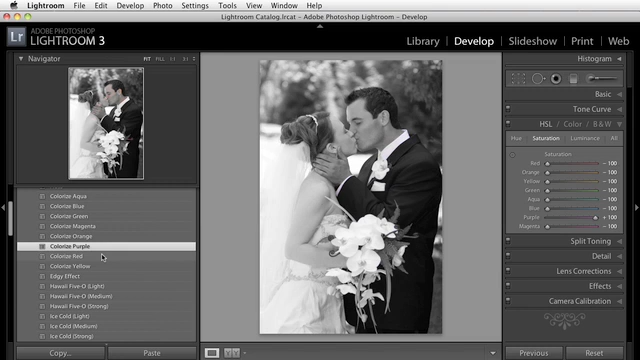 Lightroom File Edit Develop Photo Settings Tools View Window Help
Lightroom Catalog.lrcat - Adobe Photoshop Lightroom - Develop
Lr ADOBE PHOTOSHOP
LIGHTROOM 3
Library | Develop | Slideshow | Print | Web
Navigator FIT FILL 1:1 3:1
Histogram
Basic
Tone Curve
HSL / Color / B & W
Hue Saturation Luminance All
Saturation
Red - 100
Orange - 100
Yellow - 100
Green - 100
Aqua - 100
Blue - 100
Purple + 100
Magenta - 100
Split Toning
Detail
Lens Corrections
Effects
Camera Calibration
Colorize Aqua
Colorize Blue
Colorize Green
Colorize Magenta
Colorize Orange
Colorize Purple
Colorize Red
Colorize Yellow
Edgy Effect
Hawaii Five-O (Light)
Hawaii Five-O (Medium)
Hawaii Five-O (Strong)
Ice Cold (Light)
Ice Cold (Medium)
Ice Cold (Strong)
Copy... Paste
Previous Reset